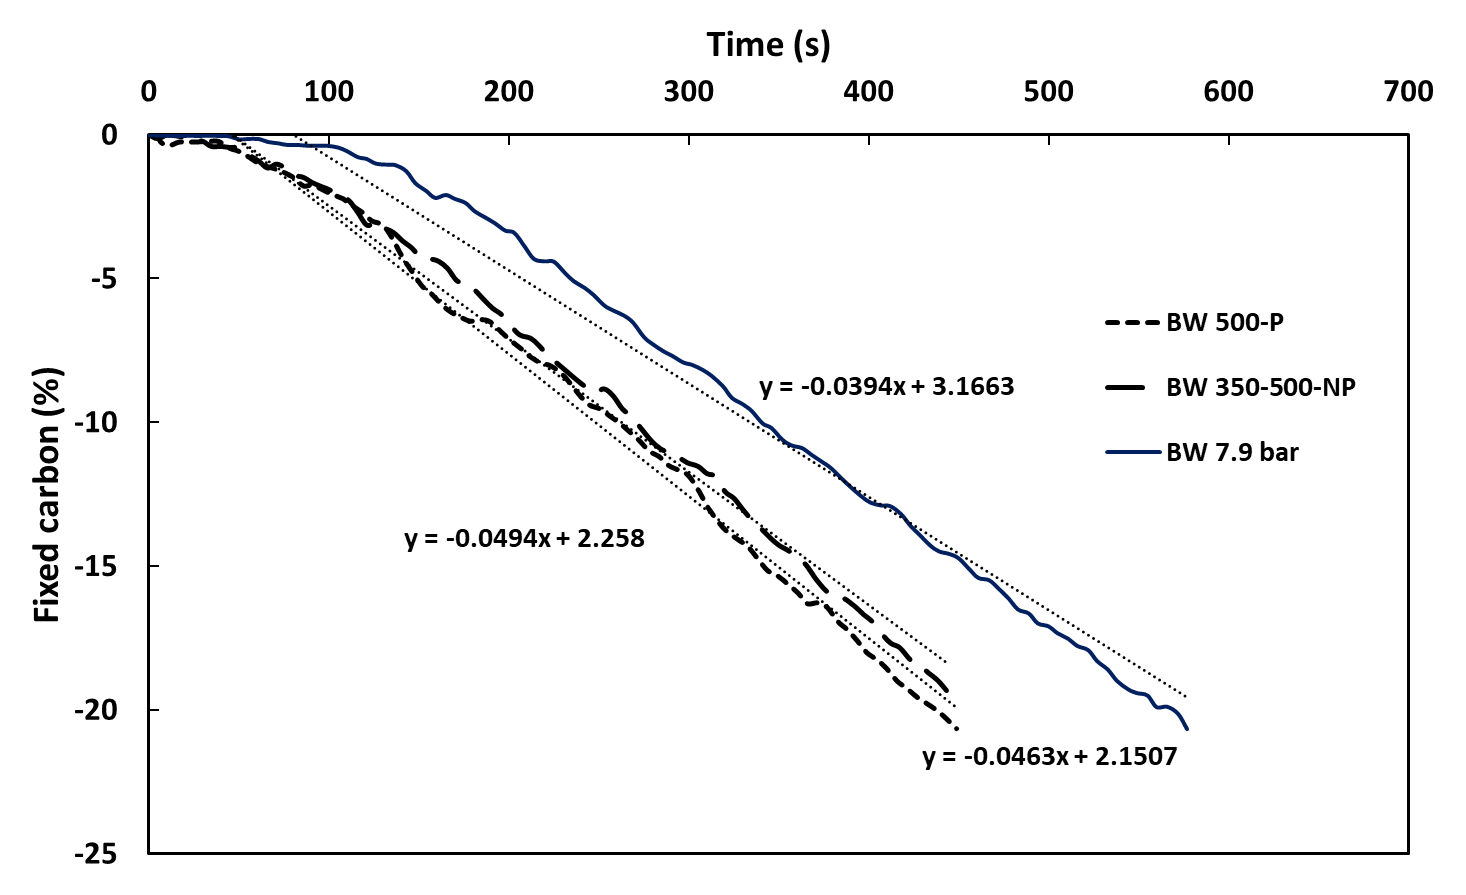 Time (s)
0 100 200 300 400 500 600 700
0
-5
-10
-15
-20
-25
Fixed carbon (%)
BW 500-P
BW 350-500-NP
BW 7.9 bar
y = -0.0394x + 3.1663
y = -0.0494x + 2.258
y = -0.0463x + 2.1507